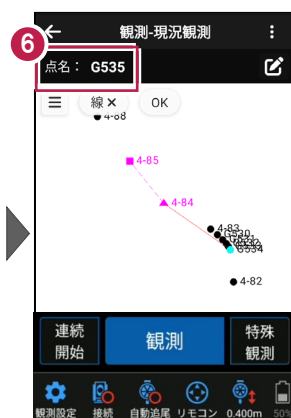 6
観測-現況観測
点名： G535
線×
OK
4-88
4-85
4-84
4-83
G530
G534
4-82
連続
開始
観測
特殊
観測
観測設定 接続 自動追尾 リモコン 0.400m 50%